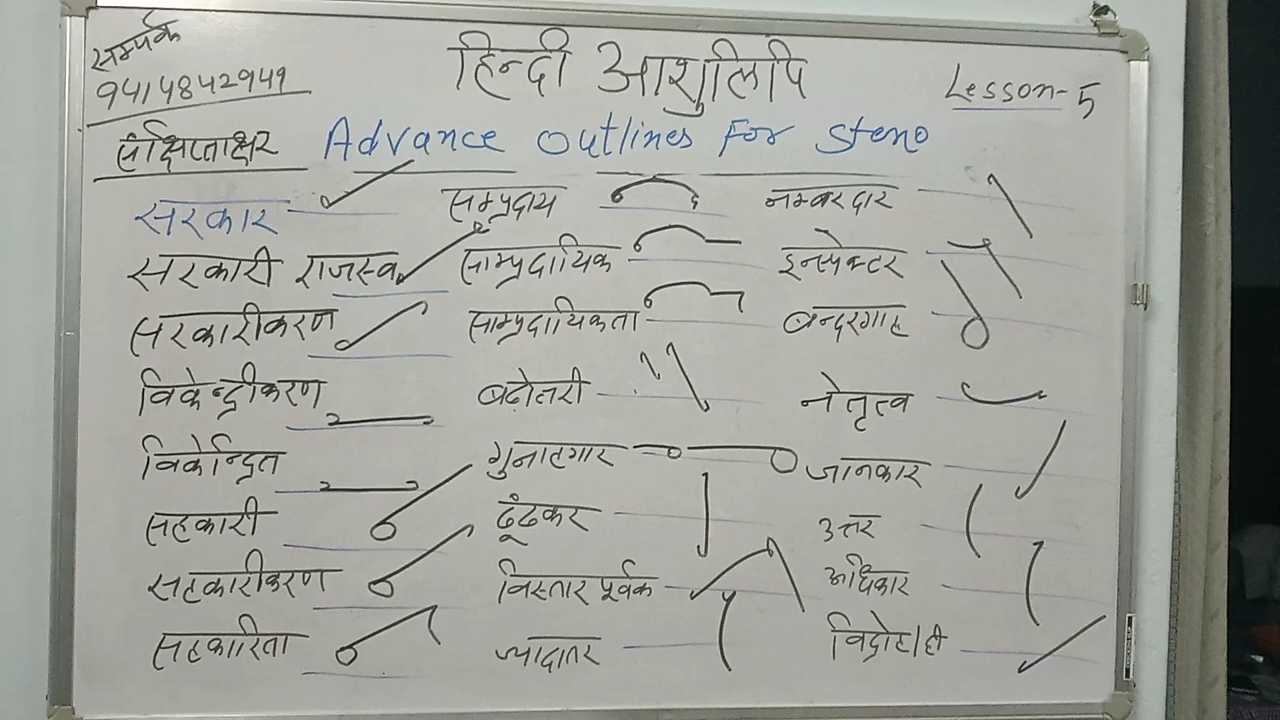 सम्पर्क
9414842949
हिन्दी आशुलिपि
Lesson-5
संक्षिप्ताक्षर
Advance Outlines For Steno
सरकार सम्प्रदाय नम्बरदार
सरकारी राजस्व साम्प्रदायिक इन्स्पेक्टर
सरकारीकरण साम्प्रदायिकता बन्दरगाह
विकेन्द्रीकरण बढ़ोतरी नेतृत्व
विकेन्द्रित गुनाहगार जानकार
सहकारी ढूंढकर उत्तर
सहकारीकरण विस्तार पूर्वक अधिकार
सहकारिता ज्यादातर विद्रोह/ही